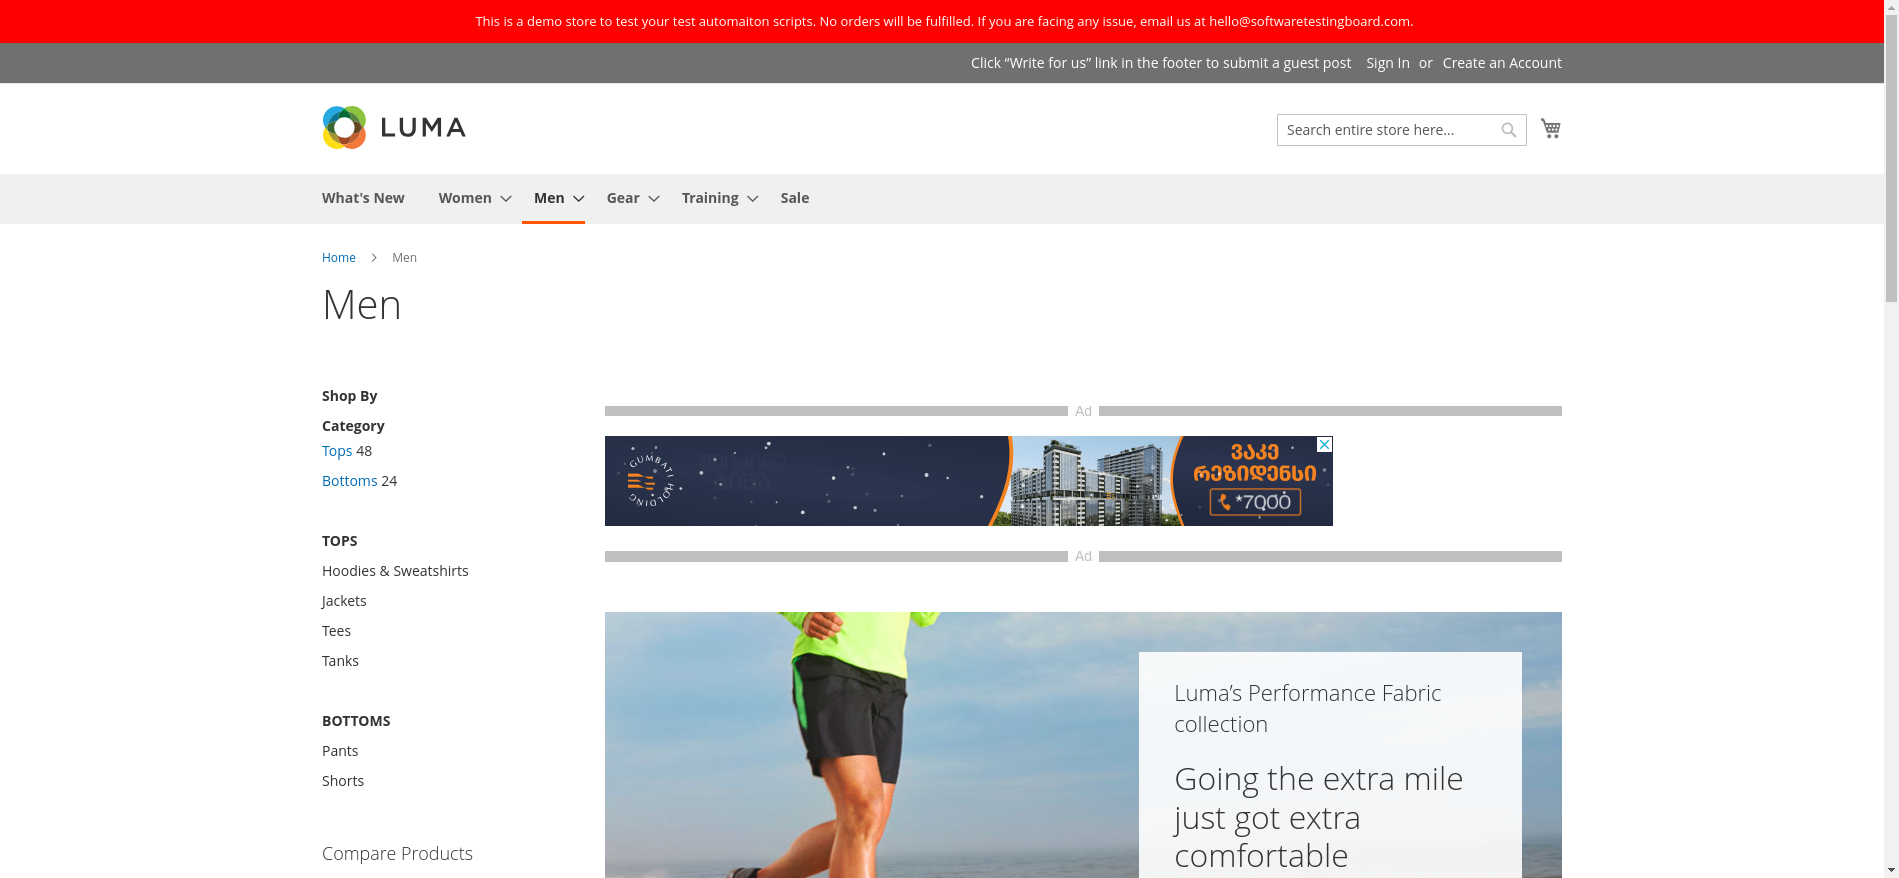 This is a demo store to test your test automaiton scripts. No orders will be fulfilled. If you are facing any issue, email us at hello@softwaretestingboard.com.
Click “Write for us” link in the footer to submit a guest post Sign In or Create an Account
LUMA
Search entire store here...
What's New Women Men Gear Training Sale
Home Men
Men
Shop By
Category
Tops 48
Bottoms 24
TOPS
Hoodies & Sweatshirts
Jackets
Tees
Tanks
BOTTOMS
Pants
Shorts
Compare Products
Ad
GUMBATI HOLDING
ვაკე
რეზიდენსი
*7000
Ad
Luma’s Performance Fabric
collection
Going the extra mile
just got extra
comfortable